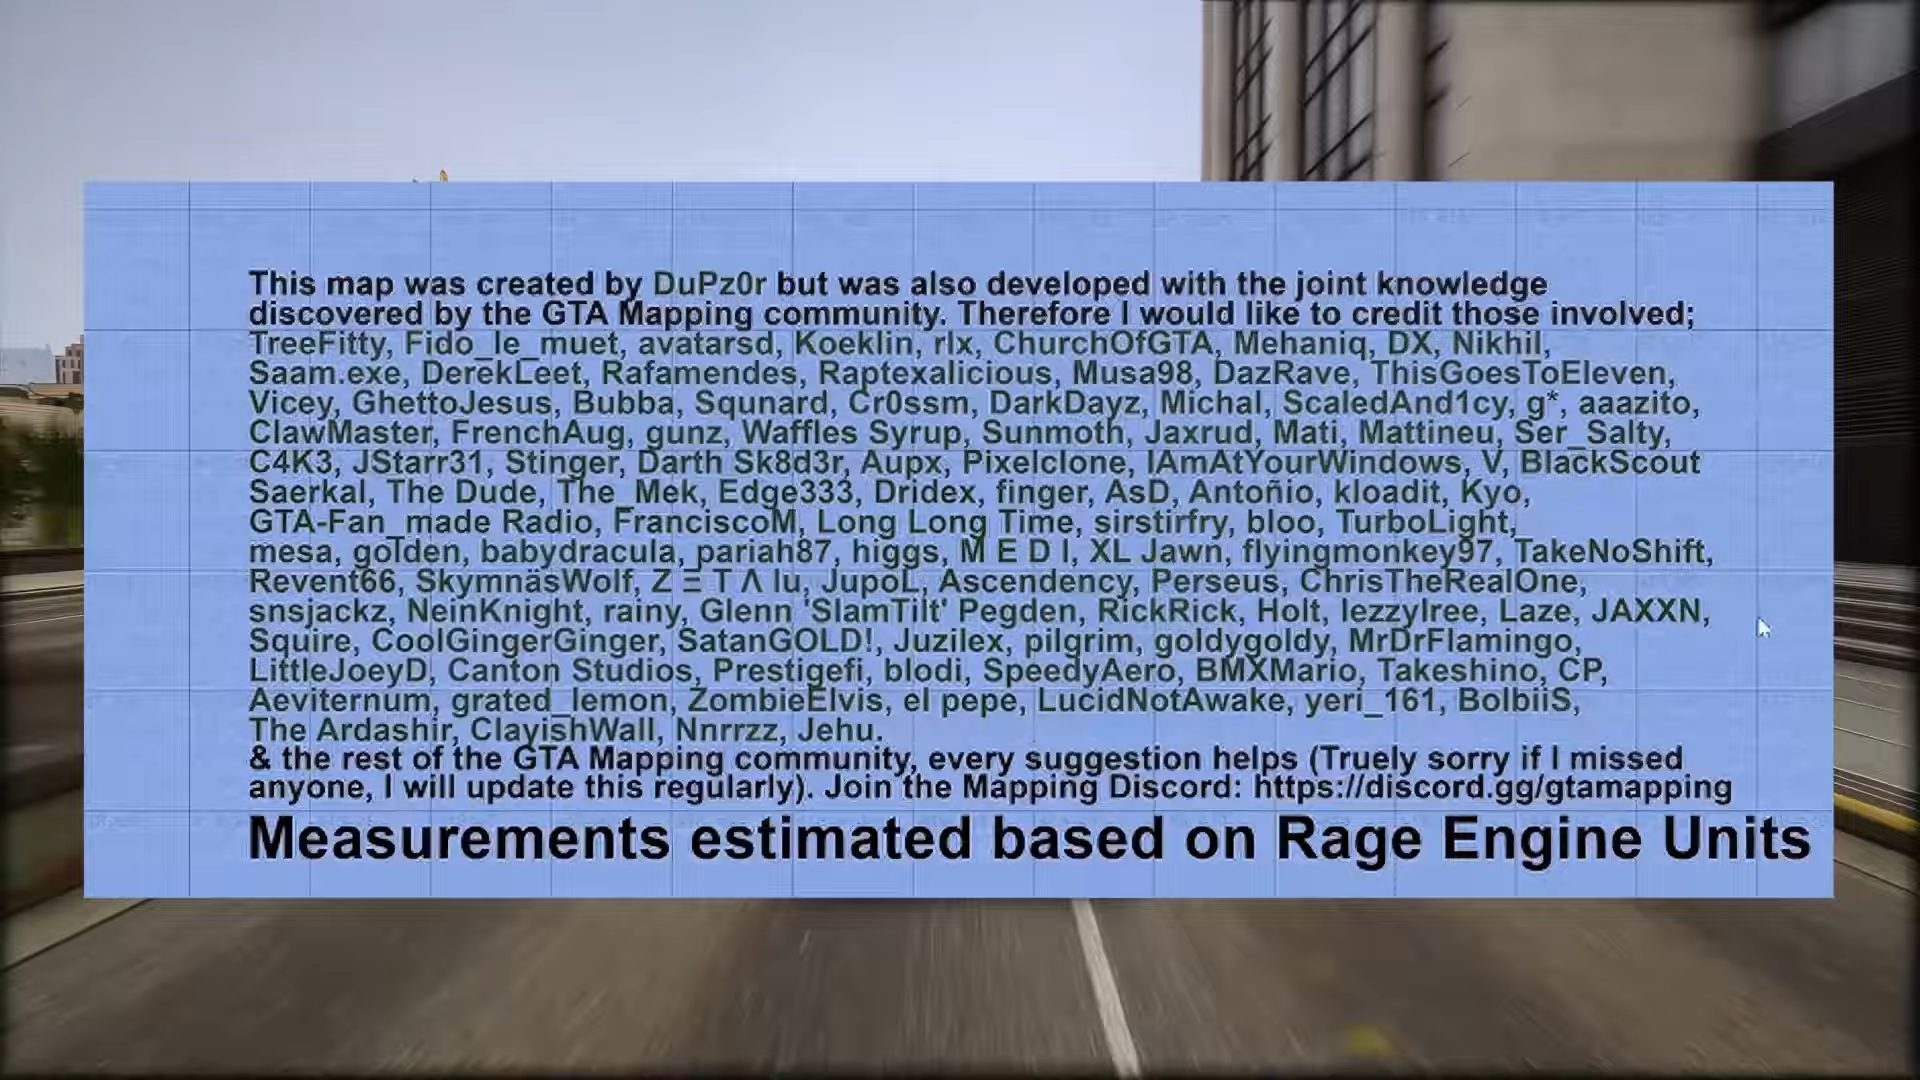 This map was created by DuPz0r but was also developed with the joint knowledge
discovered by the GTA Mapping community. Therefore I would like to credit those involved;
TreeFitty, Fido_le_muet, avatarsd, Koeklin, rlx, ChurchOfGTA, Mehaniq, DX, Nikhil,
Saam.exe, DerekLeet, Rafamendes, Raptexalicious, Musa98, DazRave, ThisGoesToEleven,
Vicey, GhettoJesus, Bubba, Squnard, Cr0ssm, DarkDayz, Michal, ScaledAnd1cy, g*, aaazito,
ClawMaster, FrenchAug, gunz, Waffles Syrup, Sunmoth, Jaxrud, Mati, Mattineu, Ser_Salty,
C4K3, JStarr31, Stinger, Darth Sk8d3r, Aupx, Pixelclone, IAmAtYourWindows, V, BlackScout
Saerkal, The Dude, The_Mek, Edge333, Dridex, finger, AsD, Antoñio, kloadit, Kyo,
GTA-Fan_made Radio, FranciscoM, Long Long Time, sirstirfry, bloo, TurboLight,
mesa, golden, babydracula, pariah87, higgs, M E D I, XL Jawn, flyingmonkey97, TakeNoShift,
Revent66, SkymnäsWolf, Z Ξ T Λ lu, JupoL, Ascendency, Perseus, ChrisTheRealOne,
snsjackz, NeinKnight, rainy, Glenn 'SlamTilt' Pegden, RickRick, Holt, lezzylree, Laze, JAXXN,
Squire, CoolGingerGinger, SatanGOLD!, Juzilex, pilgrim, goldygoldy, MrDrFlamingo,
LittleJoeyD, Canton Studios, Prestigefi, blodi, SpeedyAero, BMXMario, Takeshino, CP,
Aeviternum, grated_lemon, ZombieElvis, el pepe, LucidNotAwake, yeri_161, BolbiiS,
The Ardashir, ClayishWall, Nnrrzz, Jehu.
& the rest of the GTA Mapping community, every suggestion helps (Truely sorry if I missed
anyone, I will update this regularly). Join the Mapping Discord: https://discord.gg/gtamapping
Measurements estimated based on Rage Engine Units